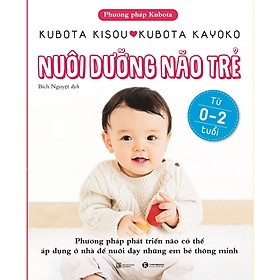 Phương pháp Kubota
KUBOTA KISOU♥KUBOTA KAYOKO
NUÔI DƯỠNG NÃO TRẺ
Bích Nguyệt dịch
Từ
0-2
tuổi
Phương pháp phát triển não có thể
áp dụng ở nhà để nuôi dạy những em bé thông minh